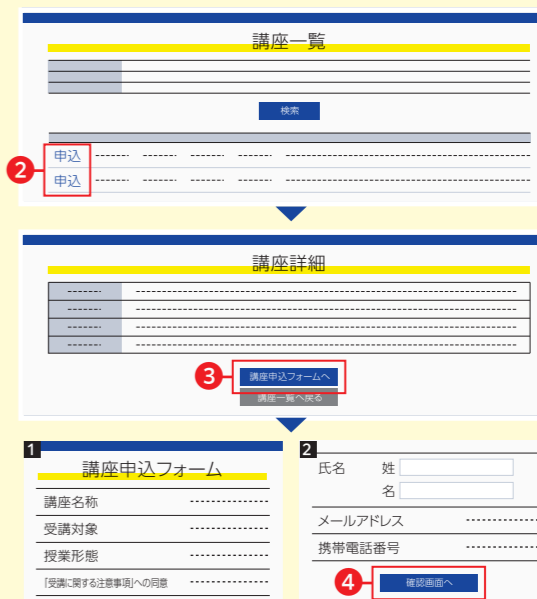 講座一覧
検索
申込
2
申込
講座詳細
3 講座申込フォームへ
講座一覧へ戻る
1
講座申込フォーム
講座名称
受講対象
授業形態
「受講に関する注意事項」への同意
2
氏名 姓
名
メールアドレス
携帯電話番号
4 確認画面へ